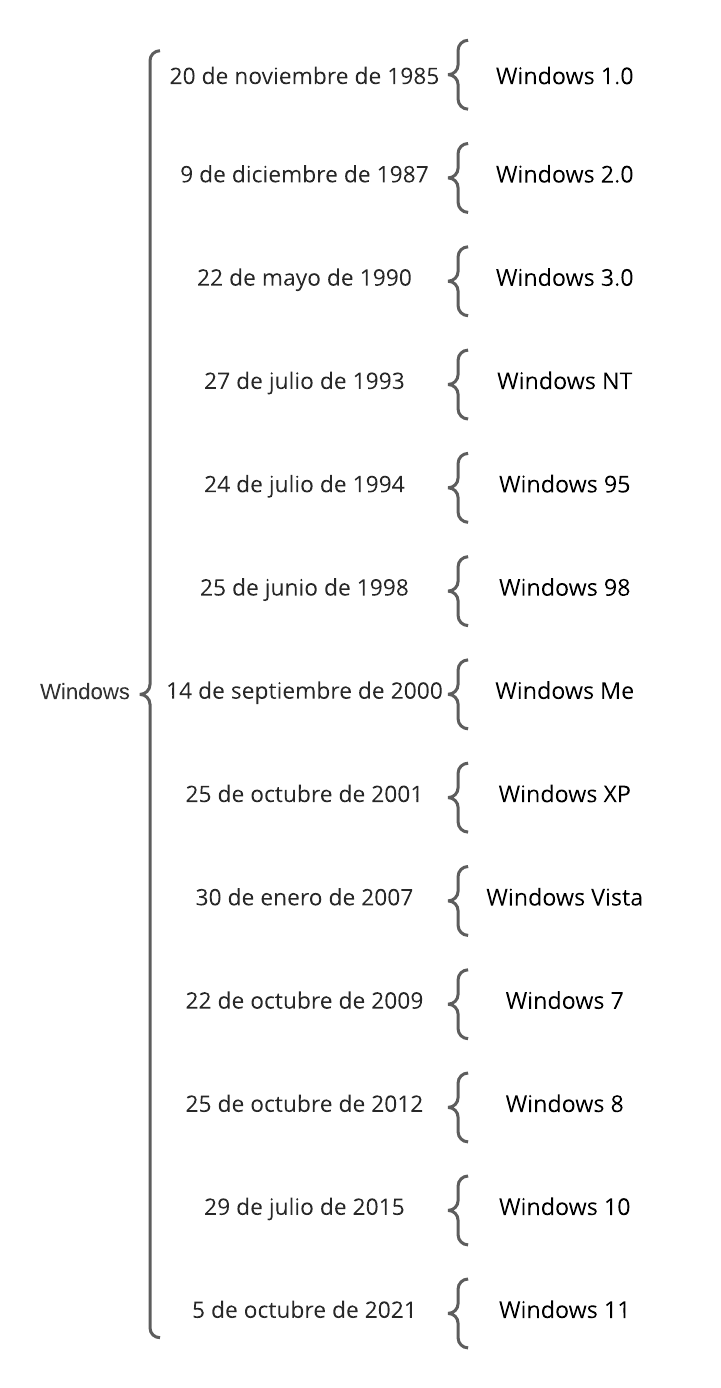 20 de noviembre de 1985 Windows 1.0
9 de diciembre de 1987 Windows 2.0
22 de mayo de 1990 Windows 3.0
27 de julio de 1993 Windows NT
24 de julio de 1994 Windows 95
25 de junio de 1998 Windows 98
Windows 14 de septiembre de 2000 Windows Me
25 de octubre de 2001 Windows XP
30 de enero de 2007 Windows Vista
22 de octubre de 2009 Windows 7
25 de octubre de 2012 Windows 8
29 de julio de 2015 Windows 10
5 de octubre de 2021 Windows 11